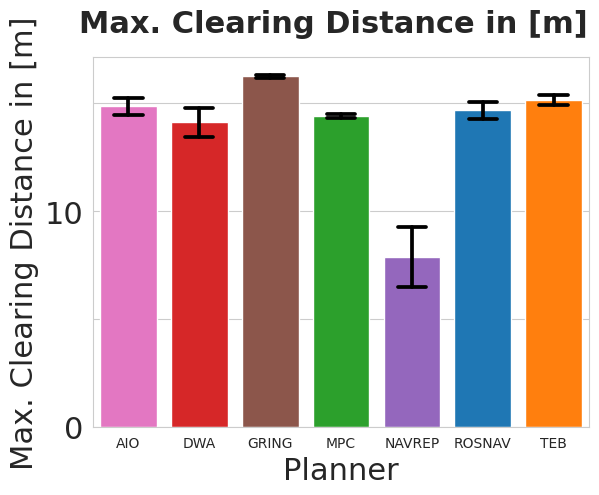 Max. Clearing Distance in [m]
Max. Clearing Distance in [m]
10
0
AIO DWA GRING MPC NAVREP ROSNAV TEB
Planner